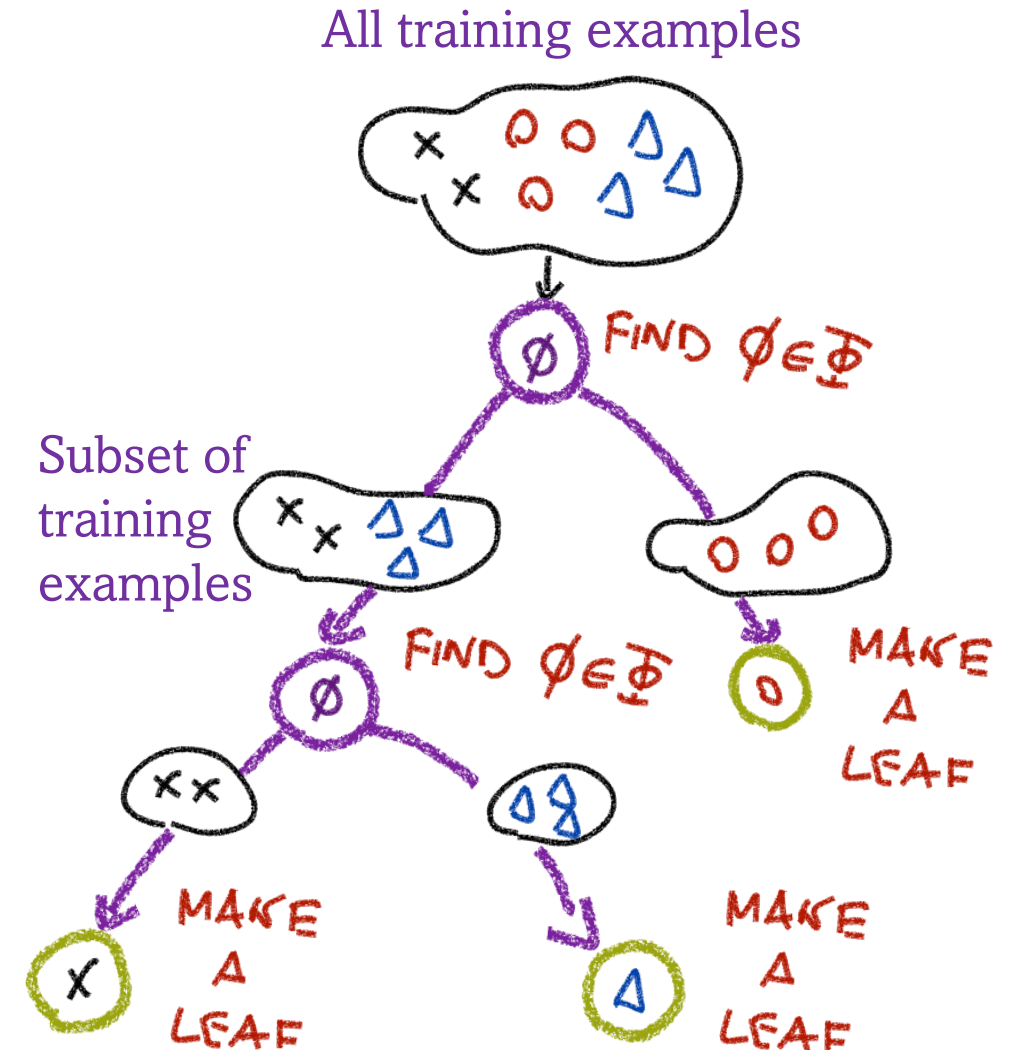 All training examples
X
O O Δ
Δ
X O Δ
Ø
FIND Ø∈Φ
Subset of
training
examples
X X Δ Δ
Δ
O O O
Ø
FIND Ø∈Φ
O
MAKE
A
LEAF
X X
Δ Δ
Δ
X
MAKE
A
LEAF
Δ
MAKE
A
LEAF